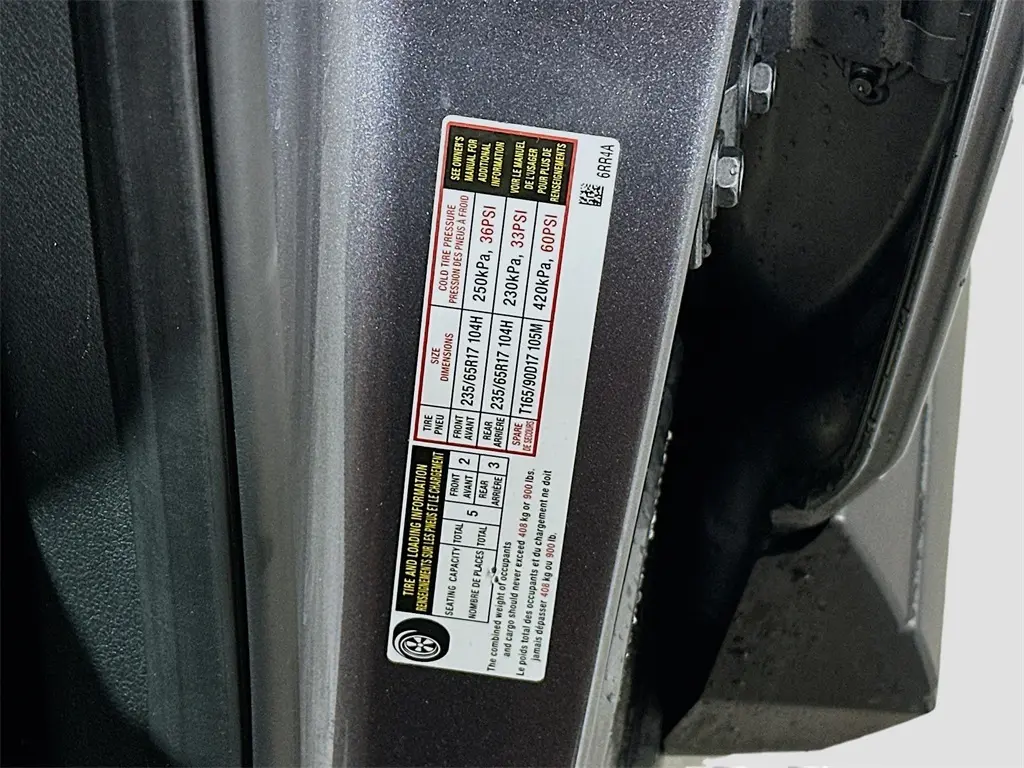 TIRE AND LOADING INFORMATION
RENSEIGNEMENTS SUR LES PNEUS ET LE CHARGEMENT
SEATING CAPACITY TOTAL 5 FRONT 2
NOMBRE DE PLACES TOTAL AVANT
REAR 3
ARRIÈRE
The combined weight of occupants
and cargo should never exceed 408 kg or 900 lbs.
Le poids total des occupants et du chargement ne doit
jamais dépasser 408 kg ou 900 lb.
TIRE SIZE COLD TIRE PRESSURE
PNEU DIMENSIONS PRESSION DES PNEUS À FROID
FRONT
AVANT 235/65R17 104H 250kPa, 36PSI
REAR
ARRIÈRE 235/65R17 104H 230kPa, 33PSI
SPARE
DE SECOURS T165/90D17 105M 420kPa, 60PSI
SEE OWNER'S
MANUAL FOR
ADDITIONAL
INFORMATION
VOIR LE MANUEL
DE L'USAGER
POUR PLUS DE
RENSEIGNEMENTS
6RR4A